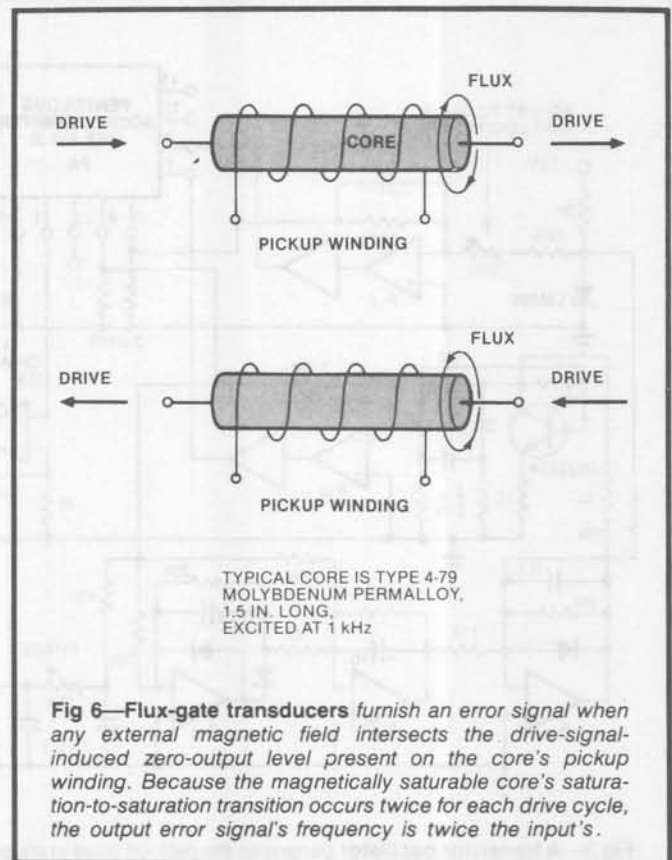 FLUX
DRIVE
CORE
DRIVE
PICKUP WINDING
FLUX
DRIVE
DRIVE
PICKUP WINDING
TYPICAL CORE IS TYPE 4-79
MOLYBDENUM PERMALLOY,
1.5 IN. LONG,
EXCITED AT 1 kHz
Fig 6—Flux-gate transducers furnish an error signal when
any external magnetic field intersects the drive-signal-
induced zero-output level present on the core's pickup
winding. Because the magnetically saturable core's satura-
tion-to-saturation transition occurs twice for each drive cycle,
the output error signal's frequency is twice the input's.